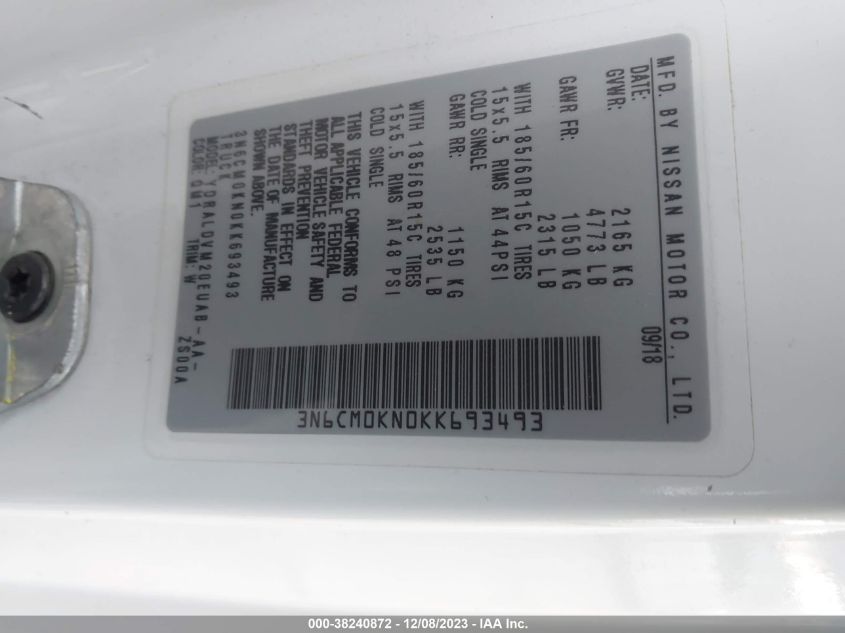 MFD. BY NISSAN MOTOR CO., LTD.
DATE: 09/18
GVWR: 2165 KG
4773 LB
GAWR FR: 1050 KG
2315 LB
WITH 185/60R15C TIRES
15x5.5 RIMS AT 44PSI
COLD SINGLE
GAWR RR: 1150 KG
2535 LB
WITH 185/60R15C TIRES
15x5.5 RIMS AT 48 PSI
COLD SINGLE
THIS VEHICLE CONFORMS TO
ALL APPLICABLE FEDERAL
MOTOR VEHICLE SAFETY AND
THEFT PREVENTION
STANDARDS IN EFFECT ON
THE DATE OF MANUFACTURE
SHOWN ABOVE.
3N6CM0KN0KK693493
TRUCK
MODEL: YDRALDVM20EUAB-AA-
COLOR: QM1 TRIM: W ZS00A
3N6CM0KN0KK693493
000-38240872 - 12/08/2023 - IAA Inc.